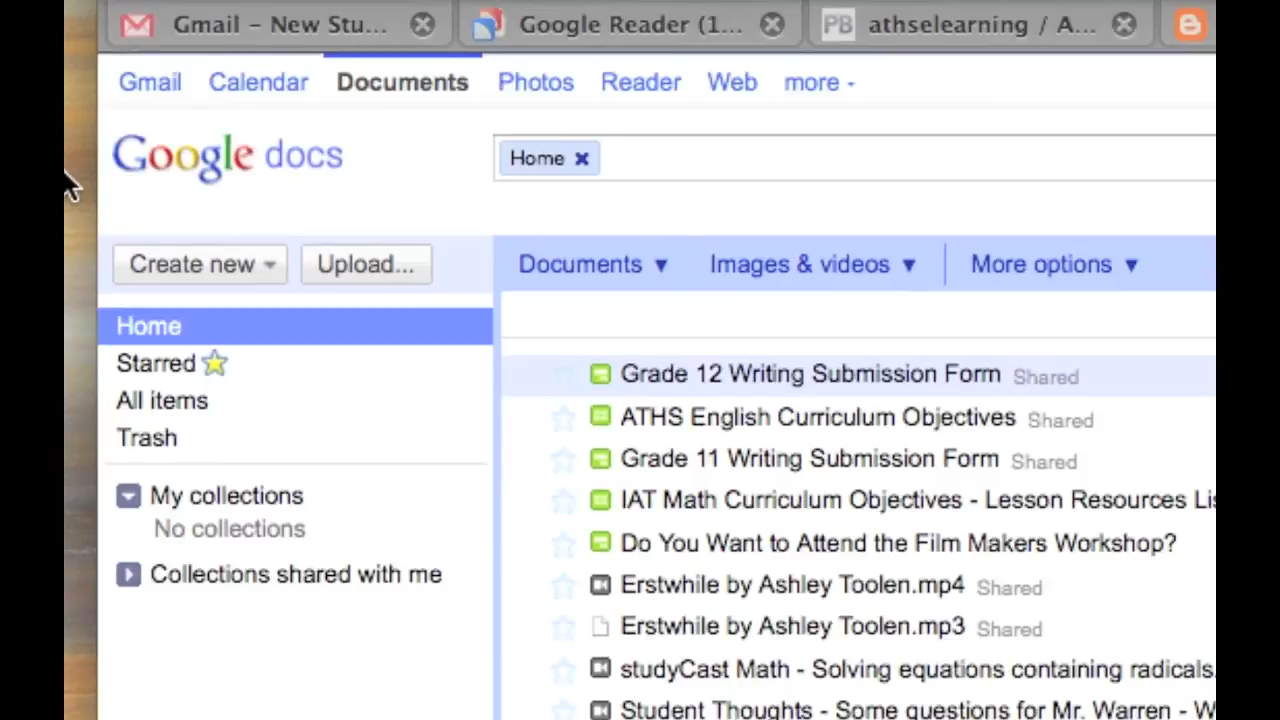 Gmail – New Stu...
Google Reader (1...
PB athselearning / A...
Gmail Calendar Documents Photos Reader Web more
Google docs
Home
Create new Upload...
Documents ▼ Images & videos ▼ More options ▼
Home
Starred
All items
Trash
My collections
No collections
Collections shared with me
Grade 12 Writing Submission Form Shared
ATHS English Curriculum Objectives Shared
Grade 11 Writing Submission Form Shared
IAT Math Curriculum Objectives - Lesson Resources Lis
Do You Want to Attend the Film Makers Workshop?
Erstwhile by Ashley Toolen.mp4 Shared
Erstwhile by Ashley Toolen.mp3 Shared
studyCast Math - Solving equations containing radicals.
Student Thoughts - Some questions for Mr. Warren - W